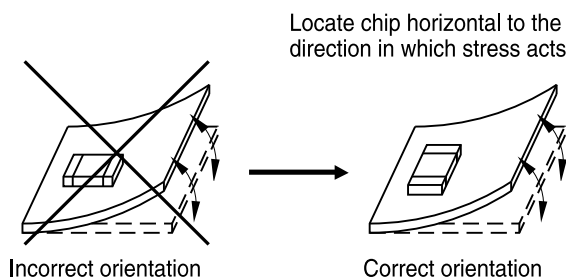 Locate chip horizontal to the
direction in which stress acts
Incorrect orientation
Correct orientation